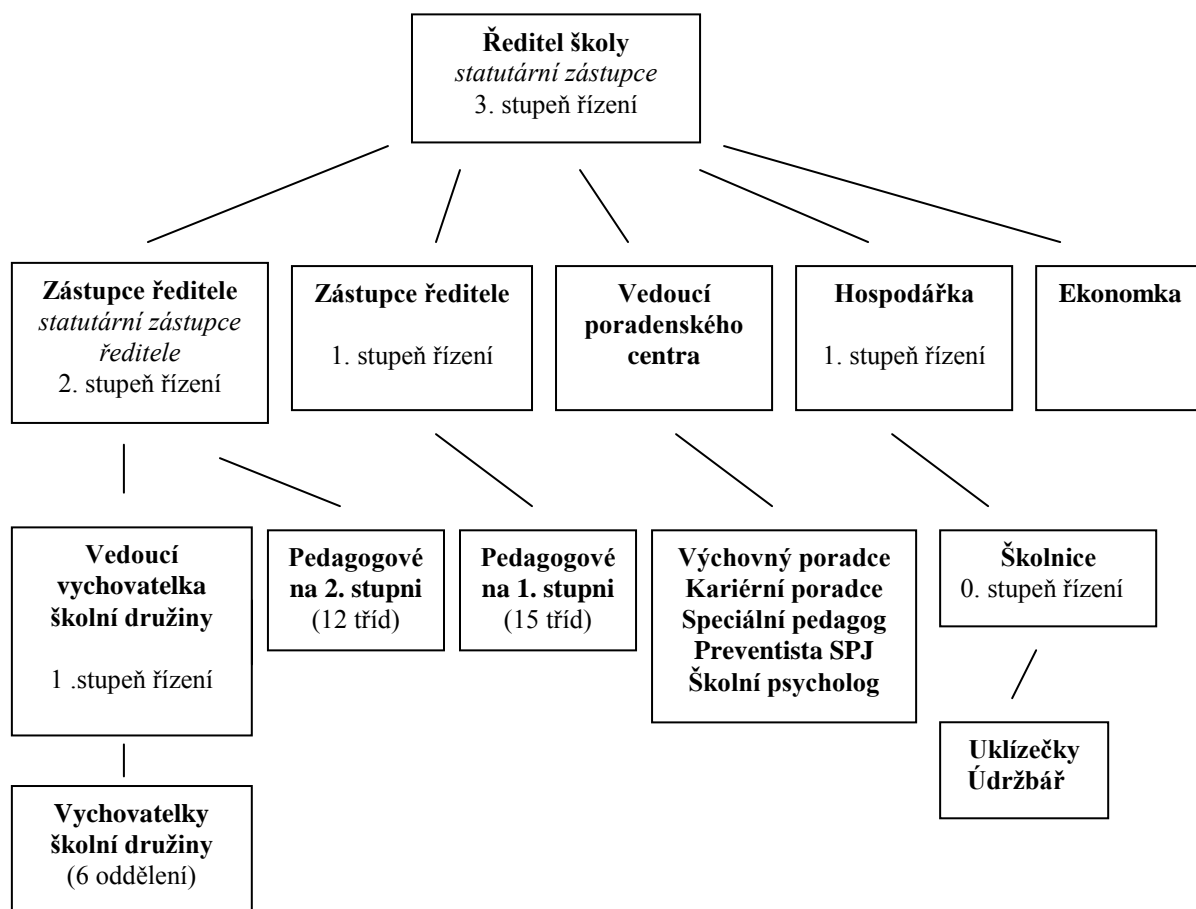 Ředitel školy
statutární zástupce
3. stupeň řízení
Zástupce ředitele
statutární zástupce
ředitele
2. stupeň řízení
Zástupce ředitele
1. stupeň řízení
Vedoucí
poradenského
centra
Hospodářka
1. stupeň řízení
Ekonomka
Vedoucí
vychovatelka
školní družiny
1 .stupeň řízení
Pedagogové
na 2. stupni
(12 tříd)
Pedagogové
na 1. stupni
(15 tříd)
Výchovný poradce
Kariérní poradce
Speciální pedagog
Preventista SPJ
Školní psycholog
Školnice
0. stupeň řízení
Uklízečky
Údržbář
Vychovatelky
školní družiny
(6 oddělení)